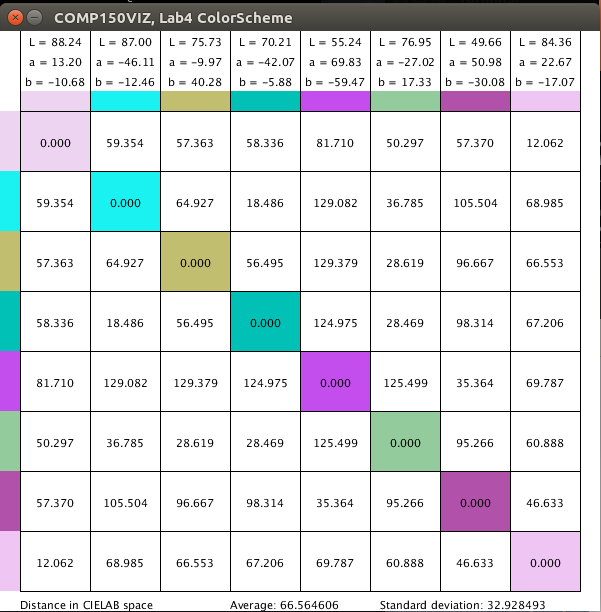 COMP150VIZ, Lab4 ColorScheme
L = 88.24 L = 87.00 L = 75.73 L = 70.21 L = 55.24 L = 76.95 L = 49.66 L = 84.36
a = 13.20 a = -46.11 a = -9.97 a = -42.07 a = 69.83 a = -27.02 a = 50.98 a = 22.67
b = -10.68 b = -12.46 b = 40.28 b = -5.88 b = -59.47 b = 17.33 b = -30.08 b = -17.07
0.000 59.354 57.363 58.336 81.710 50.297 57.370 12.062
59.354 0.000 64.927 18.486 129.082 36.785 105.504 68.985
57.363 64.927 0.000 56.495 129.379 28.619 96.667 66.553
58.336 18.486 56.495 0.000 124.975 28.469 98.314 67.206
81.710 129.082 129.379 124.975 0.000 125.499 35.364 69.787
50.297 36.785 28.619 28.469 125.499 0.000 95.266 60.888
57.370 105.504 96.667 98.314 35.364 95.266 0.000 46.633
12.062 68.985 66.553 67.206 69.787 60.888 46.633 0.000
Distance in CIELAB space Average: 66.564606 Standard deviation: 32.928493